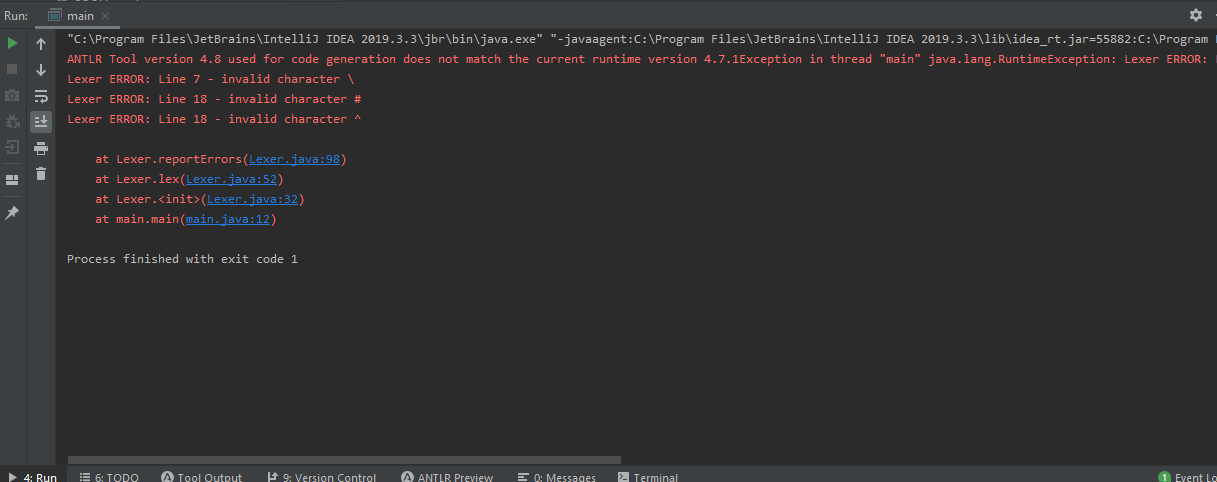 Run: main
"C:\Program Files\JetBrains\IntelliJ IDEA 2019.3.3\jbr\bin\java.exe" "-javaagent:C:\Program Files\JetBrains\IntelliJ IDEA 2019.3.3\lib\idea_rt.jar=55882:C:\Program
ANTLR Tool version 4.8 used for code generation does not match the current runtime version 4.7.1Exception in thread "main" java.lang.RuntimeException: Lexer ERROR:
Lexer ERROR: Line 7 - invalid character \
Lexer ERROR: Line 18 - invalid character #
Lexer ERROR: Line 18 - invalid character ^
at Lexer.reportErrors(Lexer.java:98)
at Lexer.lex(Lexer.java:52)
at Lexer.<init>(Lexer.java:32)
at main.main(main.java:12)
Process finished with exit code 1
4: Run 6: TODO Tool Output 9: Version Control ANTLR Preview 0: Messages Terminal 1 Event Lo